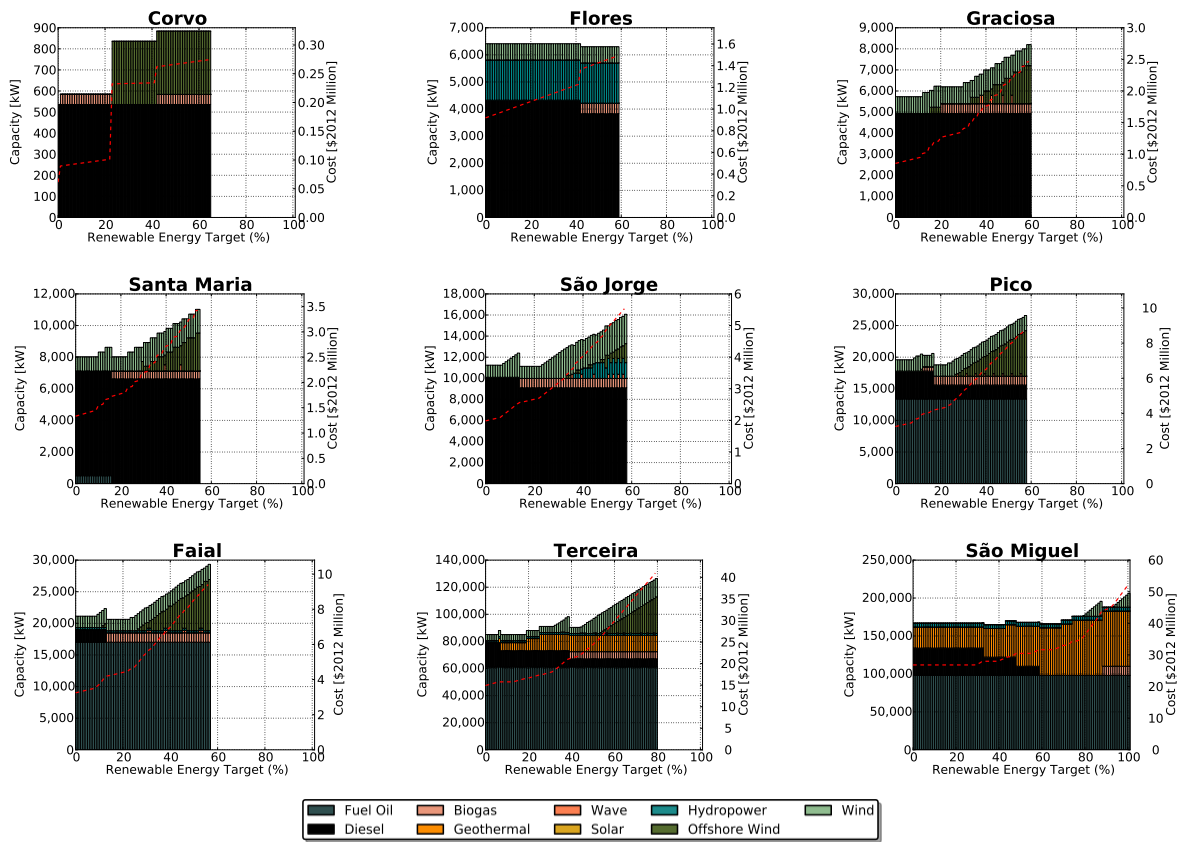 Corvo
Flores
Graciosa
900
800
700
600
500
400
300
200
100
0
Capacity [kW]
0.30
0.25
0.20
0.15
0.10
0.05
0.00
Cost [$2012 Million]
0 20 40 60 80 100
Renewable Energy Target (%)
7,000
6,000
5,000
4,000
3,000
2,000
1,000
0
Capacity [kW]
1.6
1.4
1.2
1.0
0.8
0.6
0.4
0.2
0.0
Cost [$2012 Million]
0 20 40 60 80 100
Renewable Energy Target (%)
9,000
8,000
7,000
6,000
5,000
4,000
3,000
2,000
1,000
0
Capacity [kW]
3.0
2.5
2.0
1.5
1.0
0.5
0.0
Cost [$2012 Million]
0 20 40 60 80 100
Renewable Energy Target (%)
Santa Maria
São Jorge
Pico
12,000
10,000
8,000
6,000
4,000
2,000
0
Capacity [kW]
3.5
3.0
2.5
2.0
1.5
1.0
0.5
0.0
Cost [$2012 Million]
0 20 40 60 80 100
Renewable Energy Target (%)
18,000
16,000
14,000
12,000
10,000
8,000
6,000
4,000
2,000
0
Capacity [kW]
6
5
4
3
2
1
0
Cost [$2012 Million]
0 20 40 60 80 100
Renewable Energy Target (%)
30,000
25,000
20,000
15,000
10,000
5,000
0
Capacity [kW]
10
8
6
4
2
0
Cost [$2012 Million]
0 20 40 60 80 100
Renewable Energy Target (%)
Faial
Terceira
São Miguel
30,000
25,000
20,000
15,000
10,000
5,000
0
Capacity [kW]
10
8
6
4
2
0
Cost [$2012 Million]
0 20 40 60 80 100
Renewable Energy Target (%)
140,000
120,000
100,000
80,000
60,000
40,000
20,000
0
Capacity [kW]
40
35
30
25
20
15
10
5
0
Cost [$2012 Million]
0 20 40 60 80 100
Renewable Energy Target (%)
250,000
200,000
150,000
100,000
50,000
0
Capacity [kW]
60
50
40
30
20
10
0
Cost [$2012 Million]
0 20 40 60 80 100
Renewable Energy Target (%)
Fuel Oil Biogas Wave Hydropower Wind
Diesel Geothermal Solar Offshore Wind